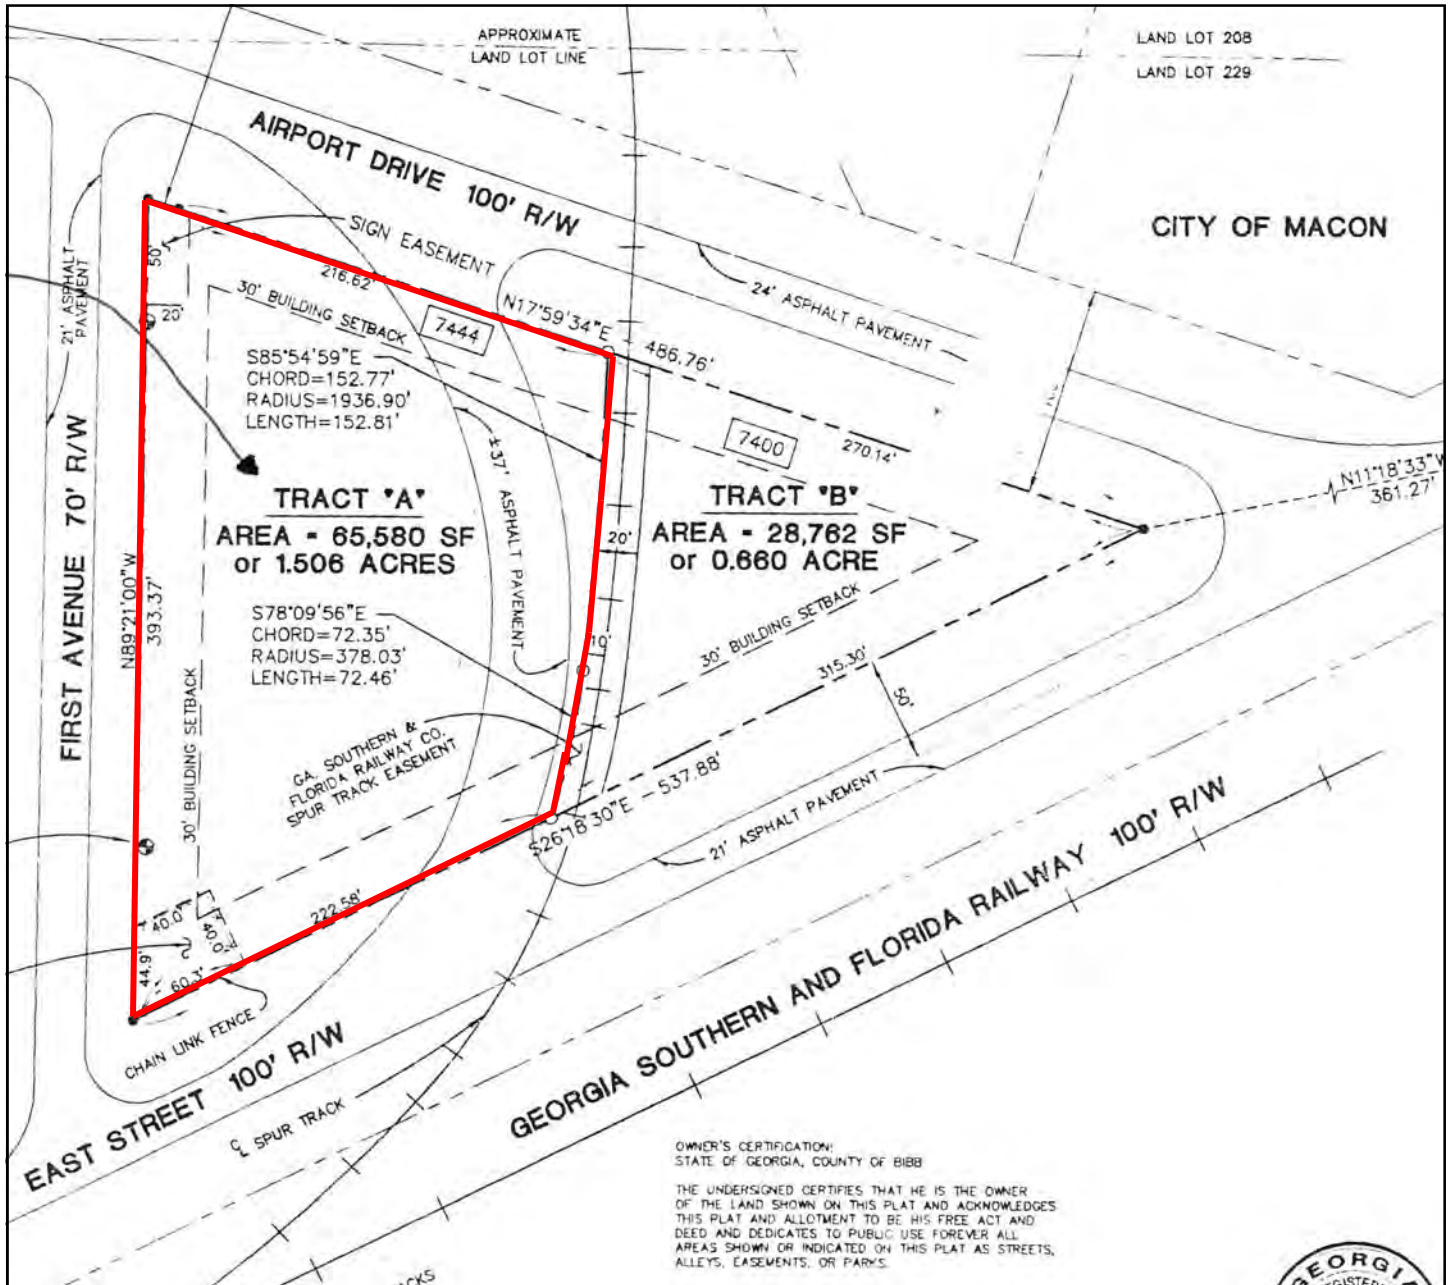 APPROXIMATE
LAND LOT LINE
LAND LOT 208
LAND LOT 229
AIRPORT DRIVE 100' R/W
CITY OF MACON
SIGN EASEMENT
21' ASPHALT
PAVEMENT
50'
20'
216.62'
30' BUILDING SETBACK
7444
N17°59'34"E
486.76'
24' ASPHALT PAVEMENT
S85°54'59"E
CHORD=152.77'
RADIUS=1936.90'
LENGTH=152.81'
±37' ASPHALT PAVEMENT
7400
270.14'
N11°18'33"W
361.27'
FIRST AVENUE 70' R/W
TRACT "A"
AREA = 65,580 SF
or 1.506 ACRES
TRACT "B"
AREA = 28,762 SF
or 0.660 ACRE
20'
N89°21'00"W
393.37'
S78°09'56"E
CHORD=72.35'
RADIUS=378.03'
LENGTH=72.46'
10'
30' BUILDING SETBACK
30' BUILDING SETBACK
315.30'
50'
GA. SOUTHERN &
FLORIDA RAILWAY CO.
SPUR TRACK EASEMENT
S26°18'30"E - 537.88'
21' ASPHALT PAVEMENT
222.58'
40.0'
40.0'
44.9'
60.3'
CHAIN LINK FENCE
EAST STREET 100' R/W
℄ SPUR TRACK
GEORGIA SOUTHERN AND FLORIDA RAILWAY 100' R/W
OWNER'S CERTIFICATION:
STATE OF GEORGIA, COUNTY OF BIBB
THE UNDERSIGNED CERTIFIES THAT HE IS THE OWNER
OF THE LAND SHOWN ON THIS PLAT AND ACKNOWLEDGES
THIS PLAT AND ALLOTMENT TO BE HIS FREE ACT AND
DEED AND DEDICATES TO PUBLIC USE FOREVER ALL
AREAS SHOWN OR INDICATED ON THIS PLAT AS STREETS,
ALLEYS, EASEMENTS, OR PARKS.
GEORGIA